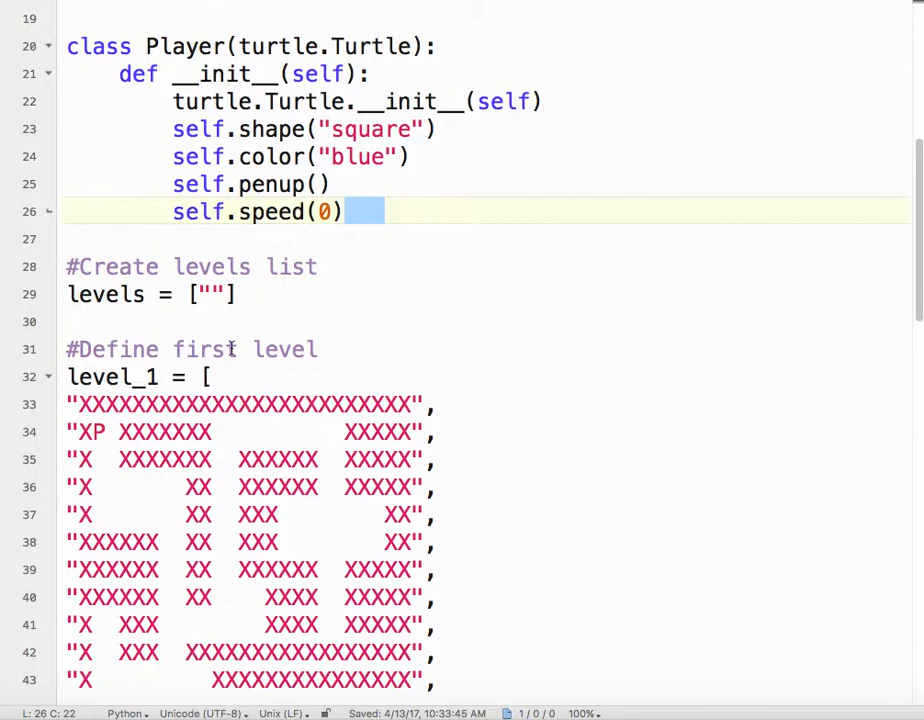 19
20 class Player(turtle.Turtle):
21     def __init__(self):
22         turtle.Turtle.__init__(self)
23         self.shape("square")
24         self.color("blue")
25         self.penup()
26         self.speed(0)
27
28 #Create levels list
29 levels = [""]
30
31 #Define first level
32 level_1 = [
33 "XXXXXXXXXXXXXXXXXXXXXXXXX",
34 "XP XXXXXXX          XXXXX",
35 "X  XXXXXXX  XXXXXX  XXXXX",
36 "X       XX  XXXXXX  XXXXX",
37 "X       XX  XXX        XX",
38 "XXXXXX  XX  XXX        XX",
39 "XXXXXX  XX  XXXXXX  XXXXX",
40 "XXXXXX  XX    XXXX  XXXXX",
41 "X  XXX        XXXX  XXXXX",
42 "X  XXX  XXXXXXXXXXXXXXXXX",
43 "X         XXXXXXXXXXXXXXX",
L: 26 C: 22 Python Unicode (UTF-8) Unix (LF) Saved: 4/13/17, 10:33:45 AM 1 / 0 / 0 100%